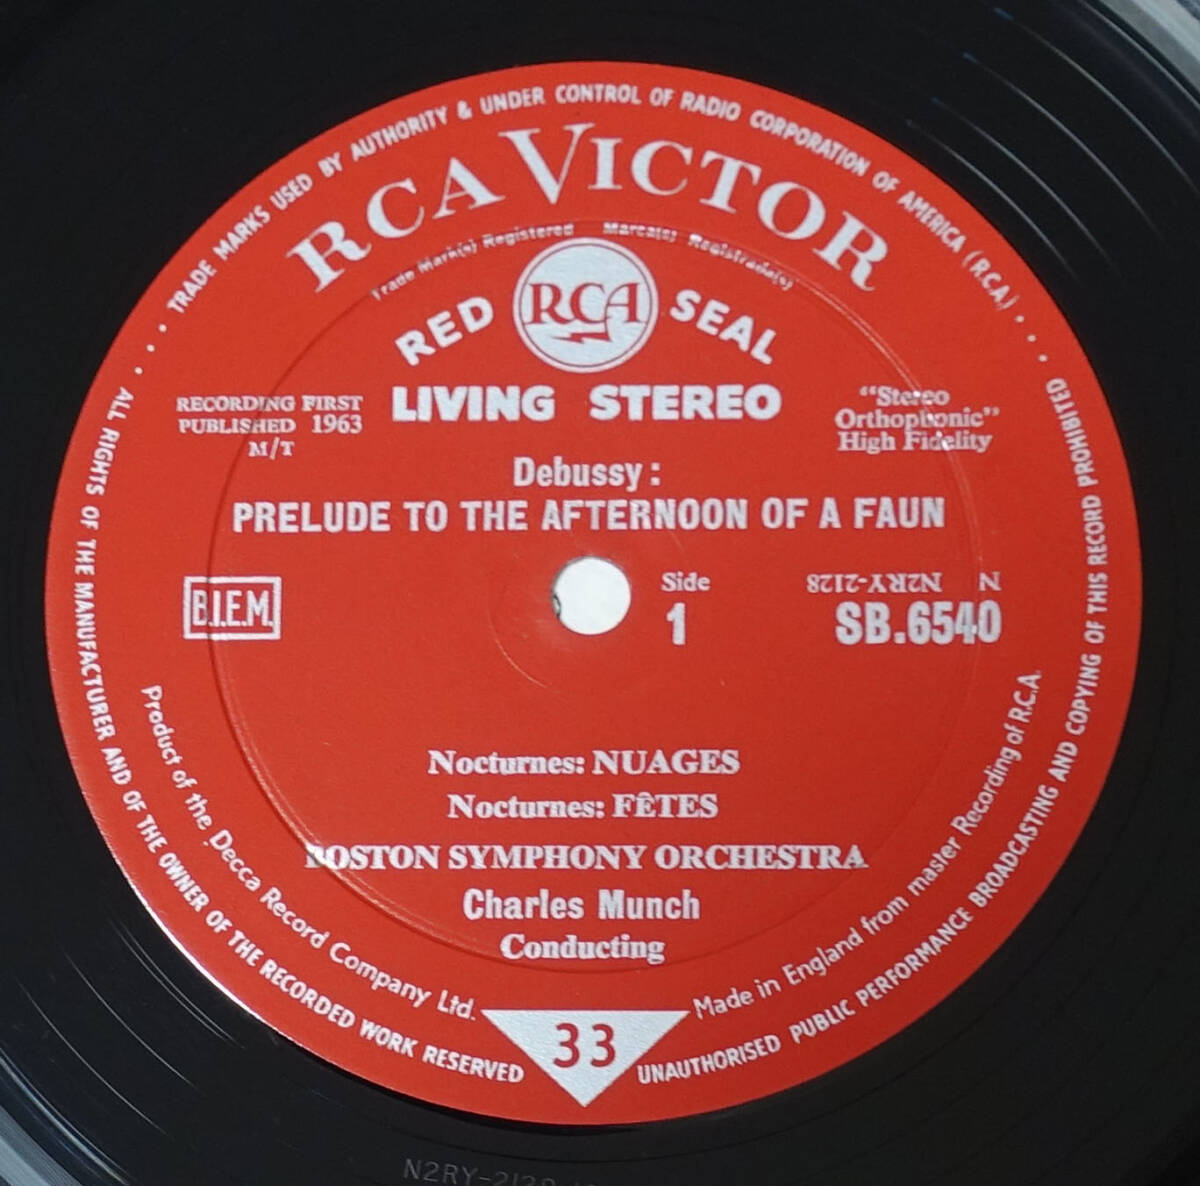 TRADE MARKS USED BY AUTHORITY & UNDER CONTROL OF RADIO CORPORATION OF AMERICA (R.C.A.)
RCA VICTOR
Trade Mark(s) Registered Marca(s) Registrada(s)
RED RCA SEAL
LIVING STEREO
RECORDING FIRST
PUBLISHED 1963
M/T
"Stereo
Orthophonic"
High Fidelity
Debussy:
PRELUDE TO THE AFTERNOON OF A FAUN
B.I.E.M.
Side
1
N N2RY-2128
SB.6540
Nocturnes: NUAGES
Nocturnes: FÊTES
BOSTON SYMPHONY ORCHESTRA
Charles Munch
Conducting
Product of the Decca Record Company Ltd.
Made in England from master Recording of R.C.A.
33
ALL RIGHTS OF THE MANUFACTURER AND OF THE OWNER OF THE RECORDED WORK RESERVED
UNAUTHORISED PUBLIC PERFORMANCE BROADCASTING AND COPYING OF THIS RECORD PROHIBITED